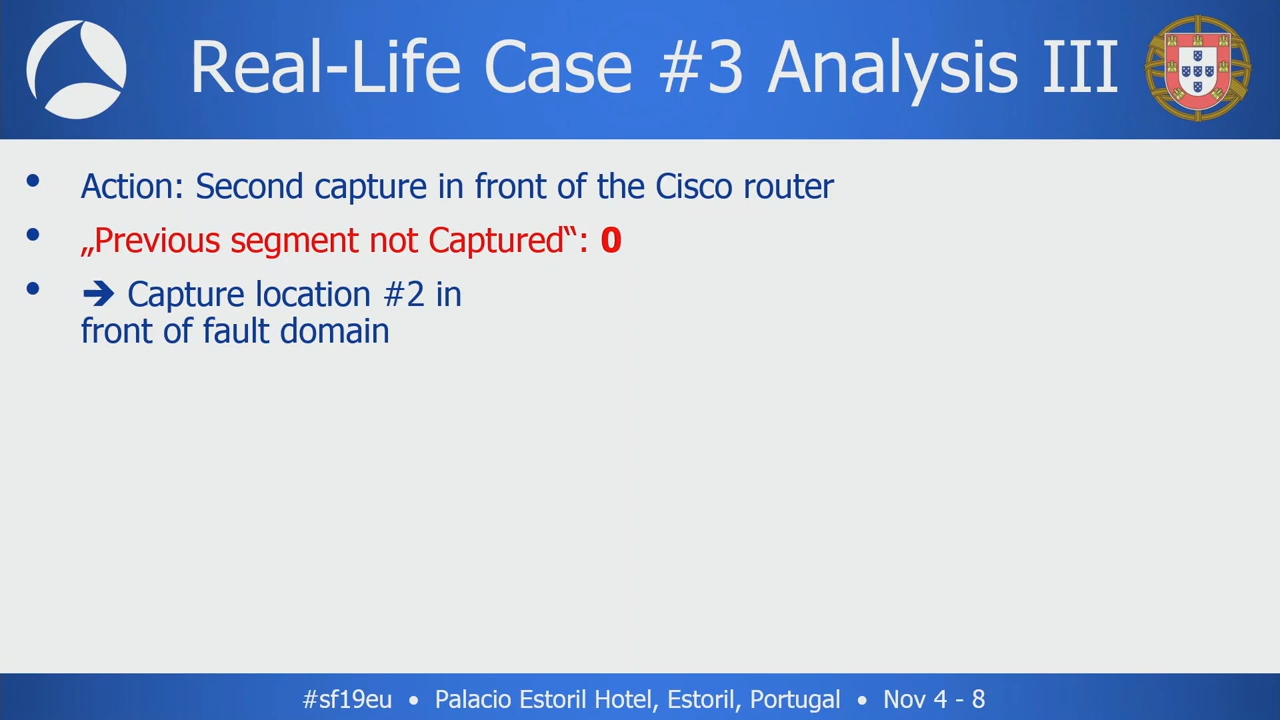 Real-Life Case #3 Analysis III
• Action: Second capture in front of the Cisco router
• „Previous segment not Captured“: 0
• ➔ Capture location #2 in
front of fault domain
#sf19eu • Palacio Estoril Hotel, Estoril, Portugal • Nov 4 - 8